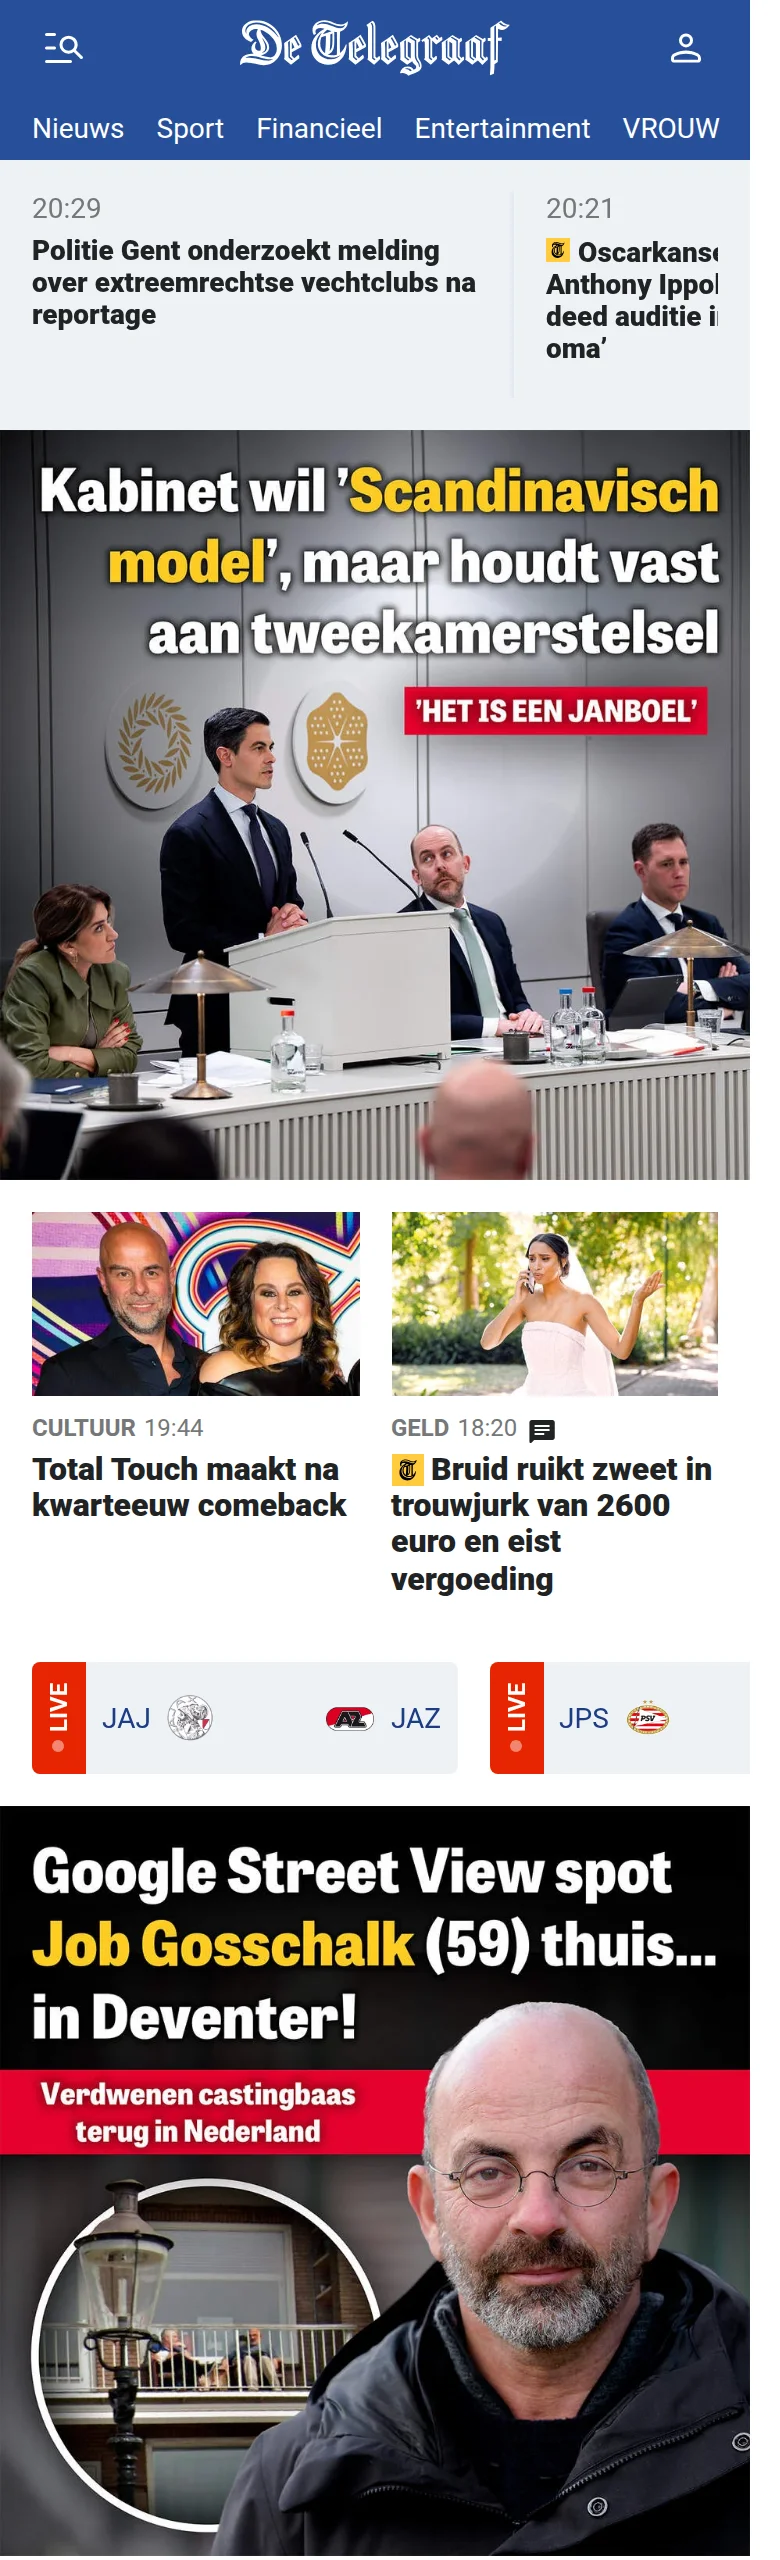 De Telegraaf
Nieuws Sport Financieel Entertainment VROUW
20:29
Politie Gent onderzoekt melding
over extreemrechtse vechtclubs na
reportage
20:21
Oscarkans
Anthony Ippol
deed auditie i
oma’
Kabinet wil ’Scandinavisch
model’, maar houdt vast
aan tweekamerstelsel
’HET IS EEN JANBOEL’
CULTUUR 19:44
Total Touch maakt na
kwarteeuw comeback
GELD 18:20
Bruid ruikt zweet in
trouwjurk van 2600
euro en eist
vergoeding
LIVE
JAJ
AZ
JAZ
LIVE
JPS
PSV
Google Street View spot
Job Gosschalk (59) thuis...
in Deventer!
Verdwenen castingbaas
terug in Nederland